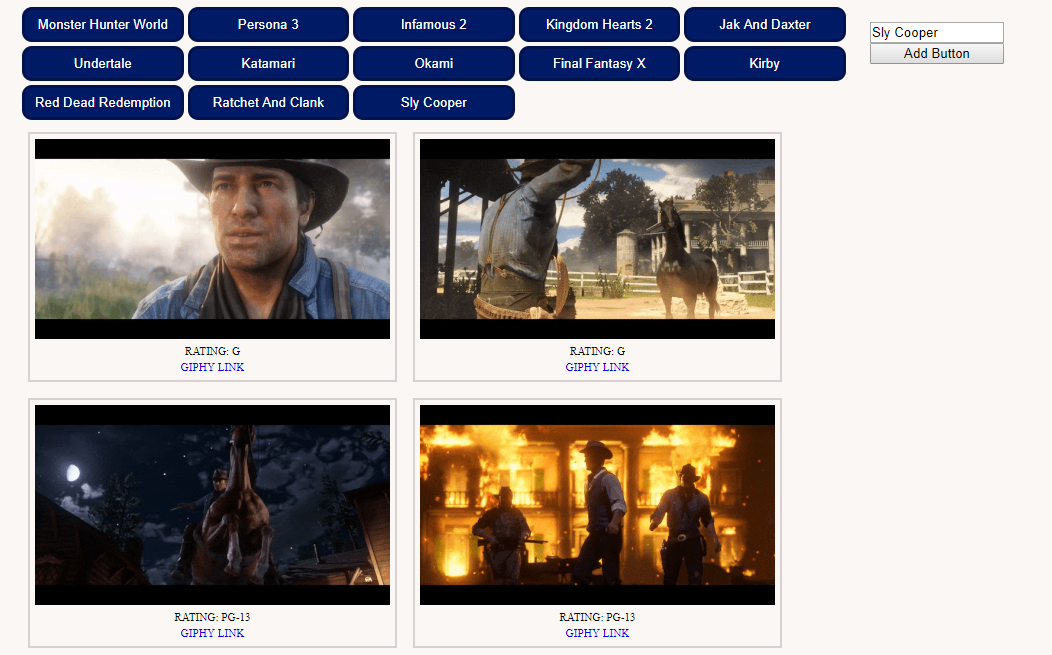 Monster Hunter World
Persona 3
Infamous 2
Kingdom Hearts 2
Jak And Daxter
Undertale
Katamari
Okami
Final Fantasy X
Kirby
Red Dead Redemption
Ratchet And Clank
Sly Cooper
Sly Cooper
Add Button
RATING: G
GIPHY LINK
RATING: G
GIPHY LINK
RATING: PG-13
GIPHY LINK
RATING: PG-13
GIPHY LINK